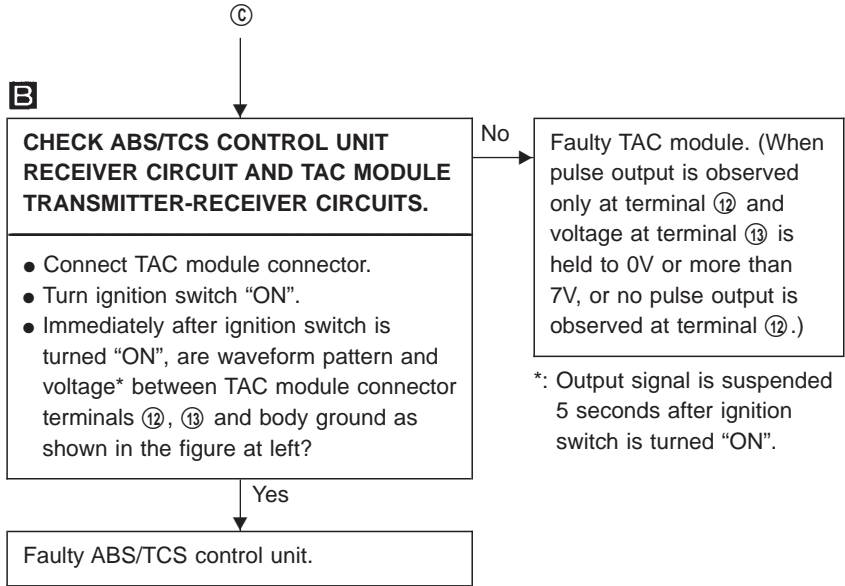 Ⓒ
B
CHECK ABS/TCS CONTROL UNIT
RECEIVER CIRCUIT AND TAC MODULE
TRANSMITTER-RECEIVER CIRCUITS.
● Connect TAC module connector.
● Turn ignition switch “ON”.
● Immediately after ignition switch is
turned “ON”, are waveform pattern and
voltage* between TAC module connector
terminals ⑫, ⑬ and body ground as
shown in the figure at left?
No
Faulty TAC module. (When
pulse output is observed
only at terminal ⑫ and
voltage at terminal ⑬ is
held to 0V or more than
7V, or no pulse output is
observed at terminal ⑫.)
*: Output signal is suspended
5 seconds after ignition
switch is turned “ON”.
Yes
Faulty ABS/TCS control unit.